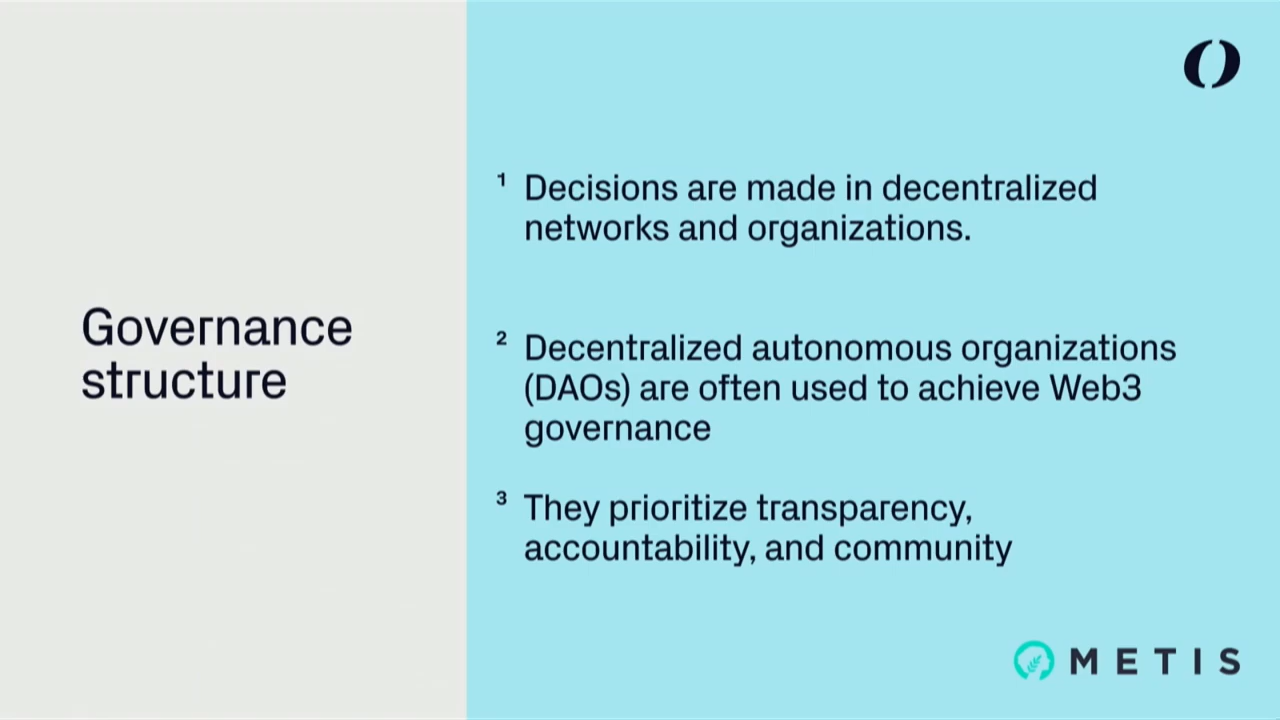 Governance
structure
¹ Decisions are made in decentralized
networks and organizations.
² Decentralized autonomous organizations
(DAOs) are often used to achieve Web3
governance
³ They prioritize transparency,
accountability, and community
METIS